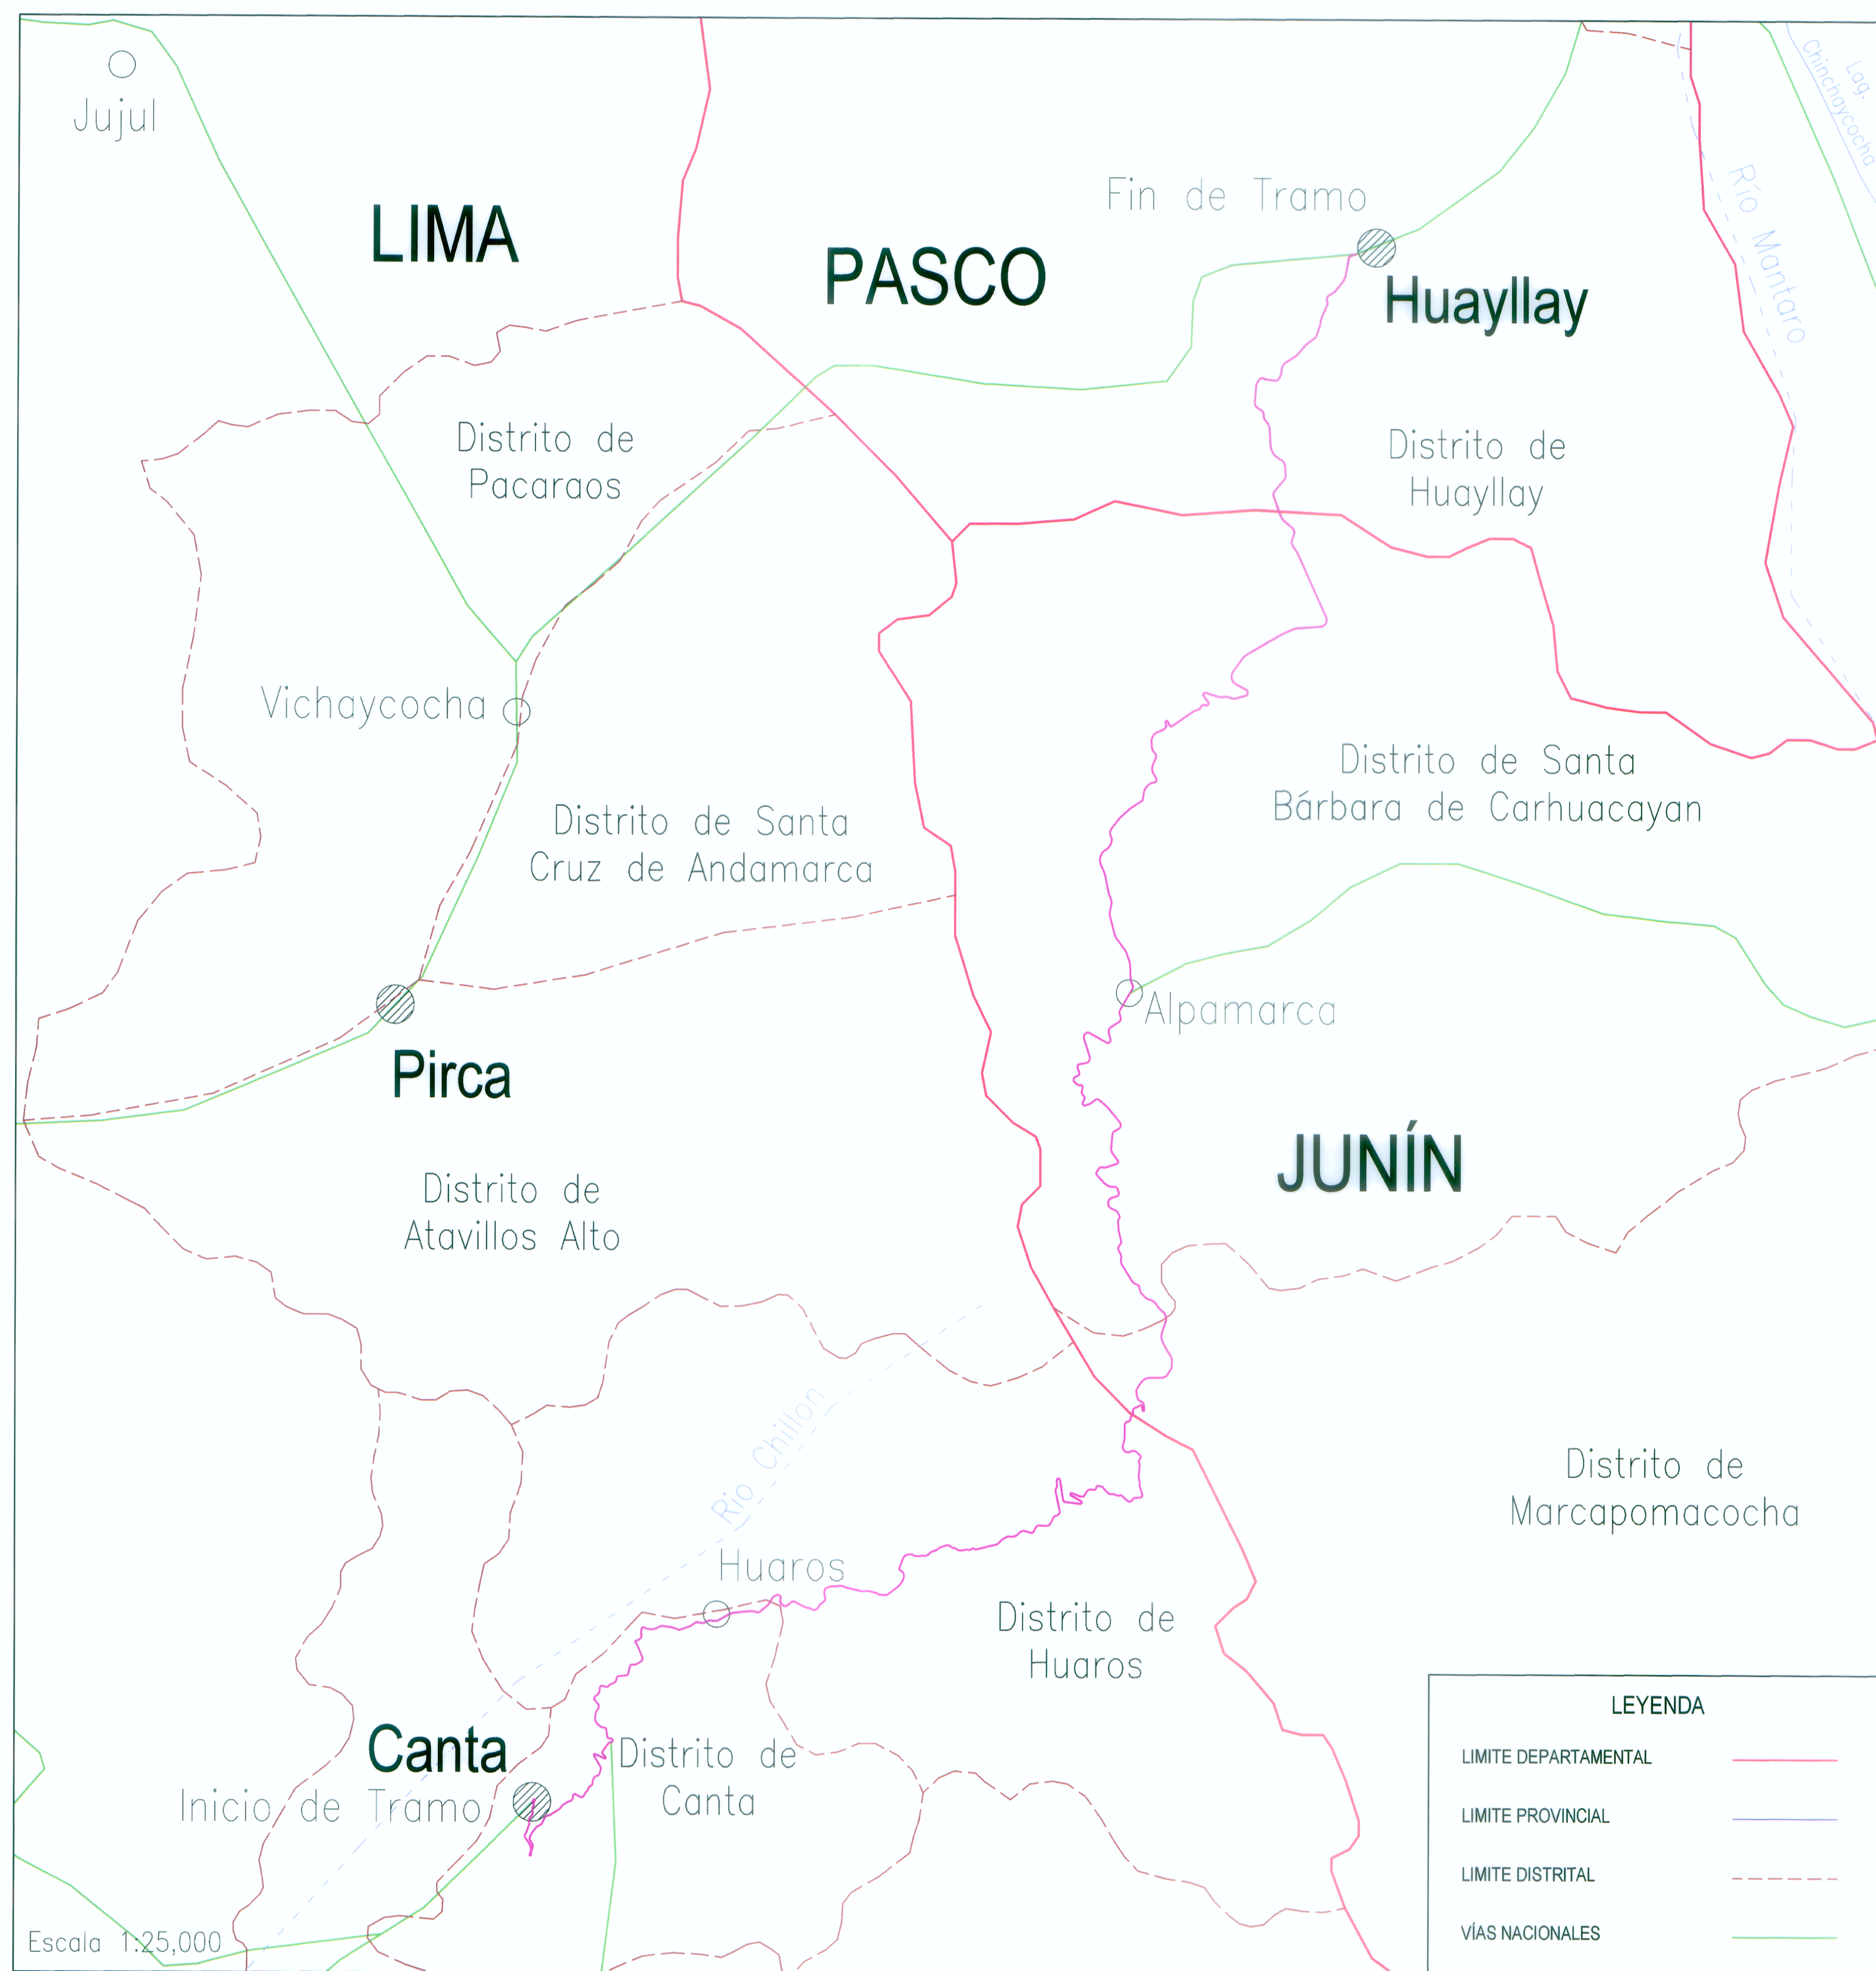 Jujul
Lag.
Chinchaycocha
LIMA
PASCO
Fin de Tramo
Huayllay
Río Mantaro
Distrito de
Pacaraos
Distrito de
Huayllay
Vichaycocha
Distrito de Santa
Cruz de Andamarca
Distrito de Santa
Bárbara de Carhuacayan
Alpamarca
Pirca
JUNÍN
Distrito de
Atavillos Alto
Rio Chillon
Distrito de
Marcapomacocha
Huaros
Distrito de
Huaros
Canta
Inicio de Tramo
Distrito de
Canta
Escala 1:25,000
LEYENDA
LIMITE DEPARTAMENTAL
LIMITE PROVINCIAL
LIMITE DISTRITAL
VÍAS NACIONALES